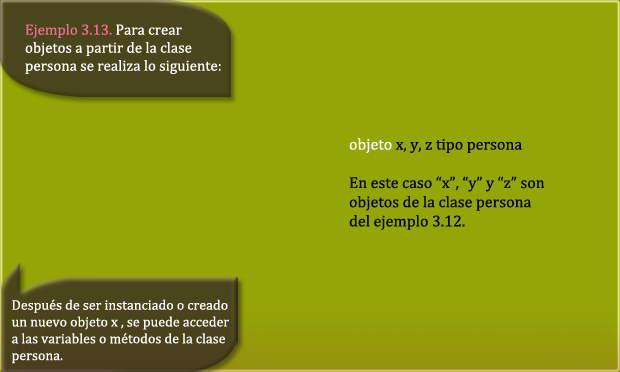 Ejemplo 3.13. Para crear
objetos a partir de la clase
persona se realiza lo siguiente:
objeto x, y, z tipo persona
En este caso “x”, “y” y “z” son
objetos de la clase persona
del ejemplo 3.12.
Después de ser instanciado o creado
un nuevo objeto x , se puede acceder
a las variables o métodos de la clase
persona.